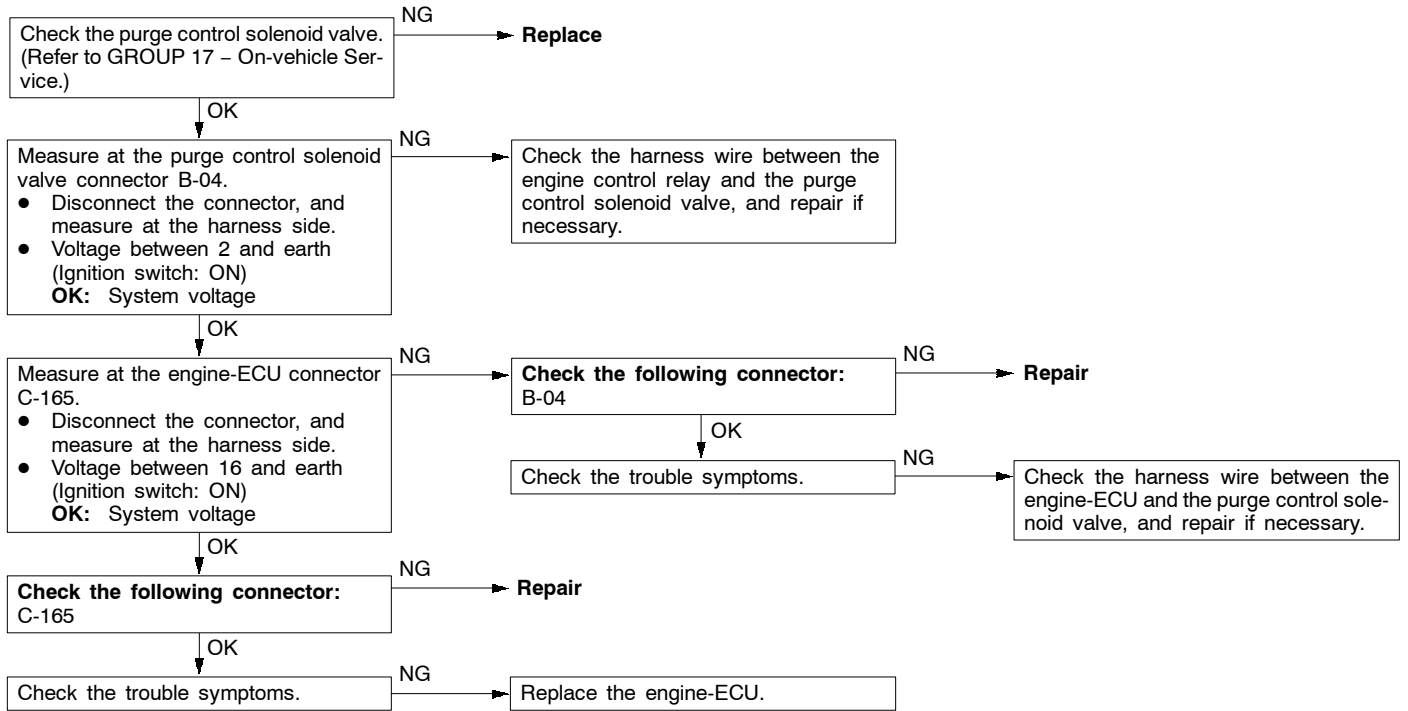 Check the purge control solenoid valve.
(Refer to GROUP 17 – On-vehicle Ser-
vice.)
NG
Replace
OK
Measure at the purge control solenoid
valve connector B-04.
● Disconnect the connector, and
measure at the harness side.
● Voltage between 2 and earth
(Ignition switch: ON)
OK: System voltage
NG
Check the harness wire between the
engine control relay and the purge
control solenoid valve, and repair if
necessary.
OK
Measure at the engine-ECU connector
C-165.
● Disconnect the connector, and
measure at the harness side.
● Voltage between 16 and earth
(Ignition switch: ON)
OK: System voltage
NG
Check the following connector:
B-04
NG
Repair
OK
Check the trouble symptoms.
NG
Check the harness wire between the
engine-ECU and the purge control sole-
noid valve, and repair if necessary.
OK
Check the following connector:
C-165
NG
Repair
OK
Check the trouble symptoms.
NG
Replace the engine-ECU.